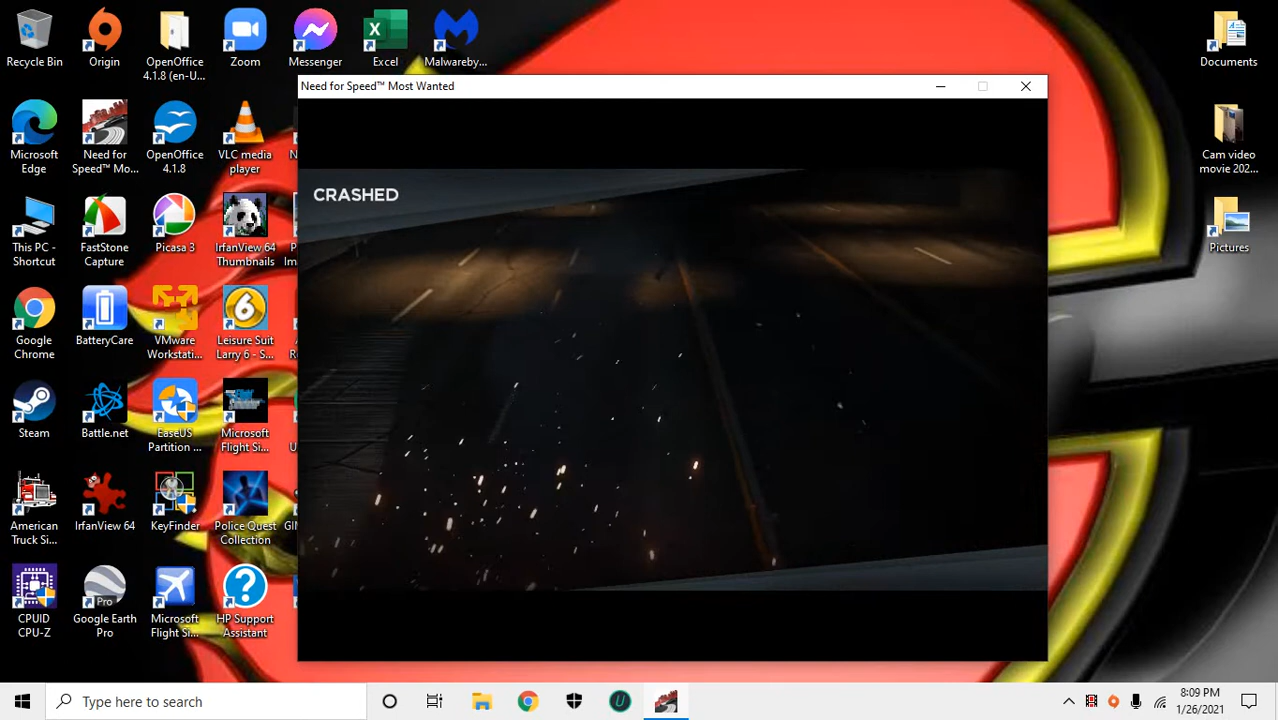 Recycle Bin
Origin
OpenOffice
4.1.8 (en-U...
Zoom
Messenger
Excel
Malwareby...
Documents
Need for Speed™ Most Wanted
CRASHED
Microsoft
Edge
Need for
Speed™ Mo...
OpenOffice
4.1.8
VLC media
player
Cam video
movie 202...
This PC -
Shortcut
FastStone
Capture
Picasa 3
IrfanView 64
Thumbnails
Pictures
Google
Chrome
BatteryCare
VMware
Workstati...
Leisure Suit
Larry 6 - S...
Steam
Battle.net
EaseUS
Partition ...
Microsoft
Flight Si...
American
Truck Si...
IrfanView 64
KeyFinder
Police Quest
Collection
CPUID
CPU-Z
Pro
Google Earth
Pro
Microsoft
Flight Si...
HP Support
Assistant
Type here to search
8:09 PM
1/26/2021